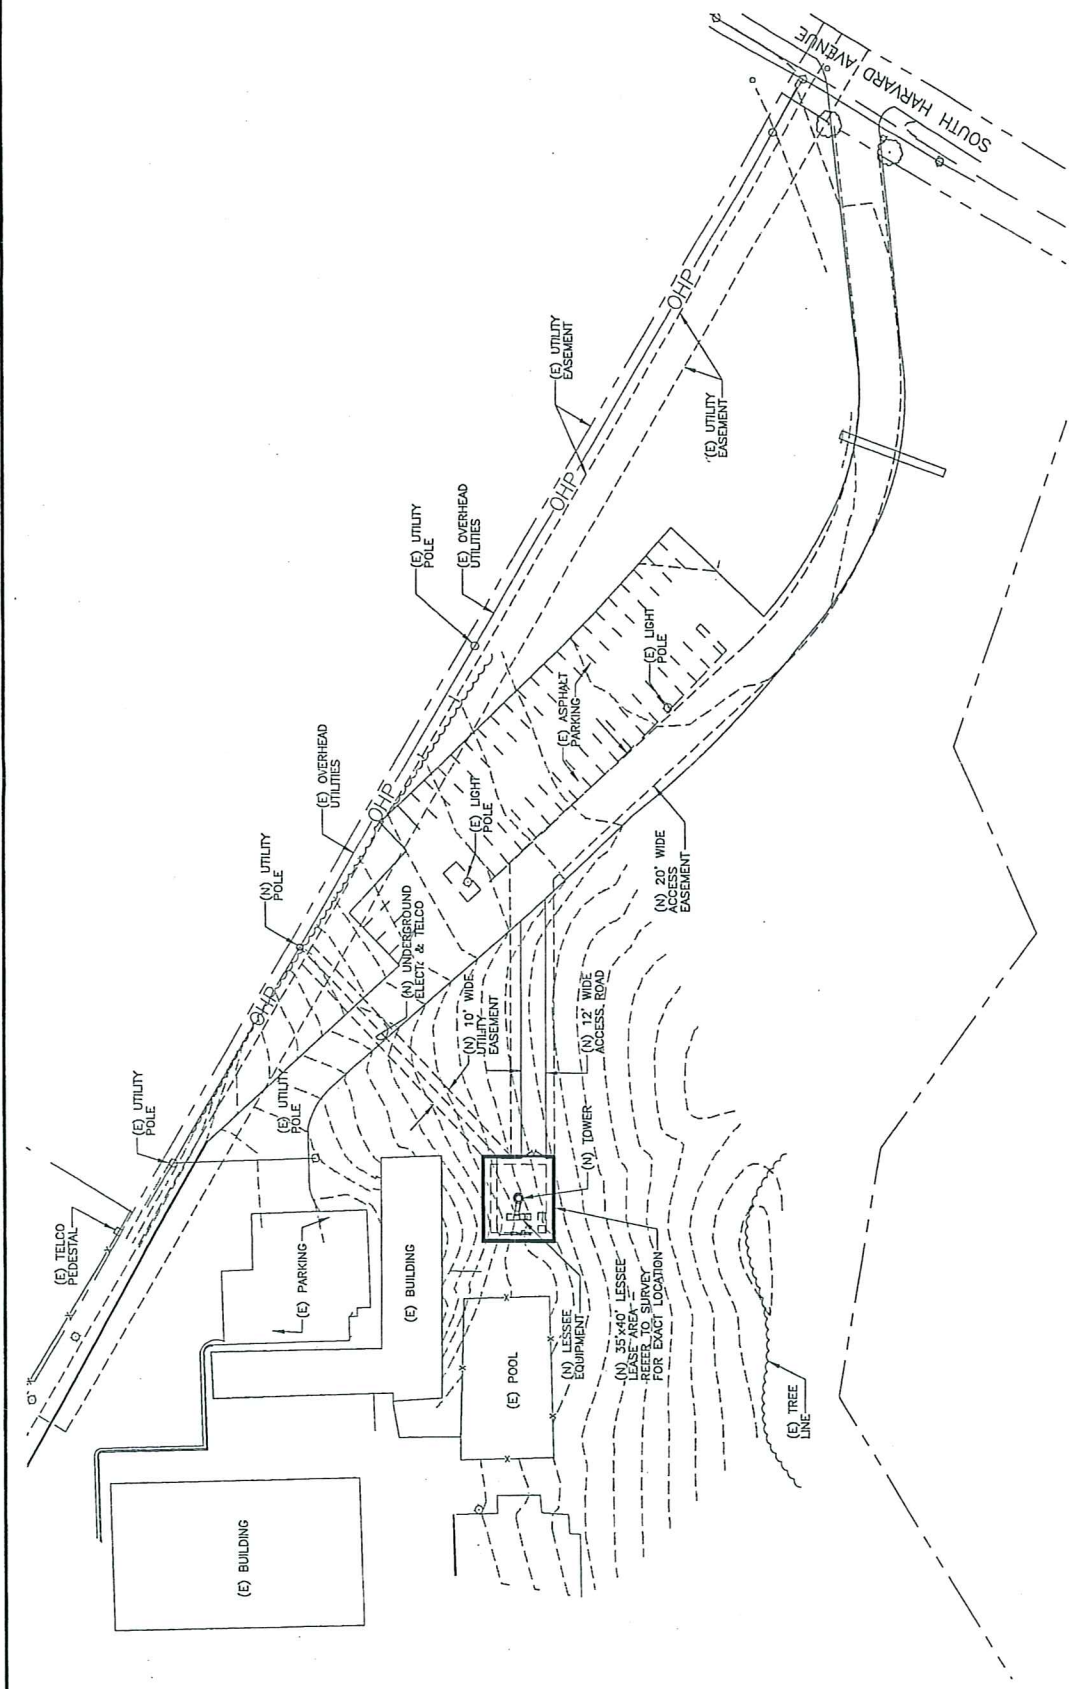 SOUTH HARVARD AVENUE
(E) UTILITY
EASEMENT
(E) UTILITY
EASEMENT
OHP
OHP
(E) UTILITY
POLE
(E) OVERHEAD
UTILITIES
(E) LIGHT
POLE
(E) ASPHALT
PARKING
(E) OVERHEAD
UTILITIES
OHP
(E) LIGHT
POLE
(N) 20' WIDE
ACCESS
EASEMENT
(N) UTILITY
POLE
(N) UNDERGROUND
ELECT. & TELCO
OHP
(N) 10' WIDE
UTILITY
EASEMENT
(N) 12' WIDE
ACCESS ROAD
(E) UTILITY
POLE
(E) UTILITY
POLE
(N) TOWER
(E) TELCO
PEDESTAL
(E) PARKING
(E) BUILDING
(N) LESSEE
EQUIPMENT
(N) 35'x40' LESSEE
LEASE AREA -
REFER TO SURVEY
FOR EXACT LOCATION
(E) POOL
(E) TREE
LINE
(E) BUILDING